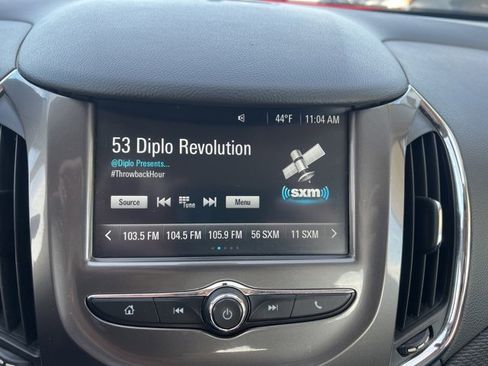 44°F 11:04 AM
53 Diplo Revolution
@Diplo Presents...
#ThrowbackHour
sxm
Source Tune Menu
103.5 FM 104.5 FM 105.9 FM 56 SXM 11 SXM